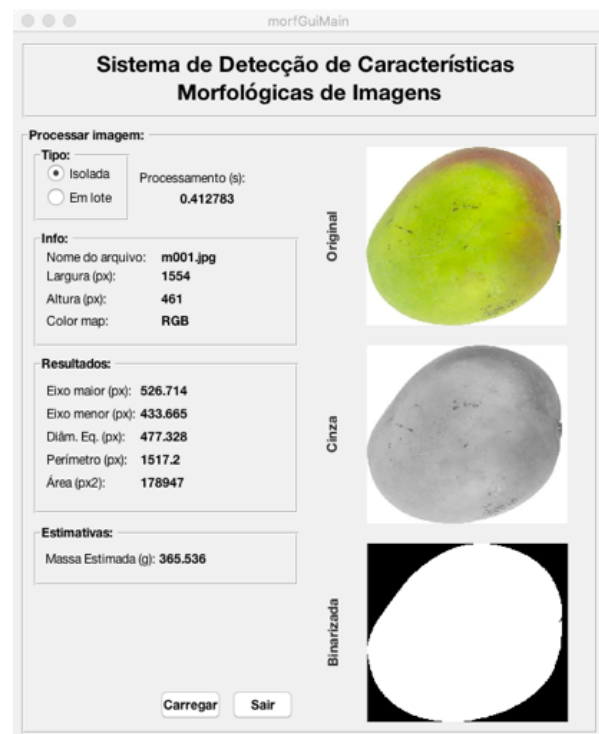 morfGuiMain
Sistema de Detecção de Características
Morfológicas de Imagens
Processar imagem:
Tipo:
Isolada
Em lote
Processamento (s):
0.412783
Info:
Nome do arquivo: m001.jpg
Largura (px): 1554
Altura (px): 461
Color map: RGB
Resultados:
Eixo maior (px): 526.714
Eixo menor (px): 433.665
Diâm. Eq. (px): 477.328
Perímetro (px): 1517.2
Área (px2): 178947
Estimativas:
Massa Estimada (g): 365.536
Carregar Sair
Original
Cinza
Binarizada